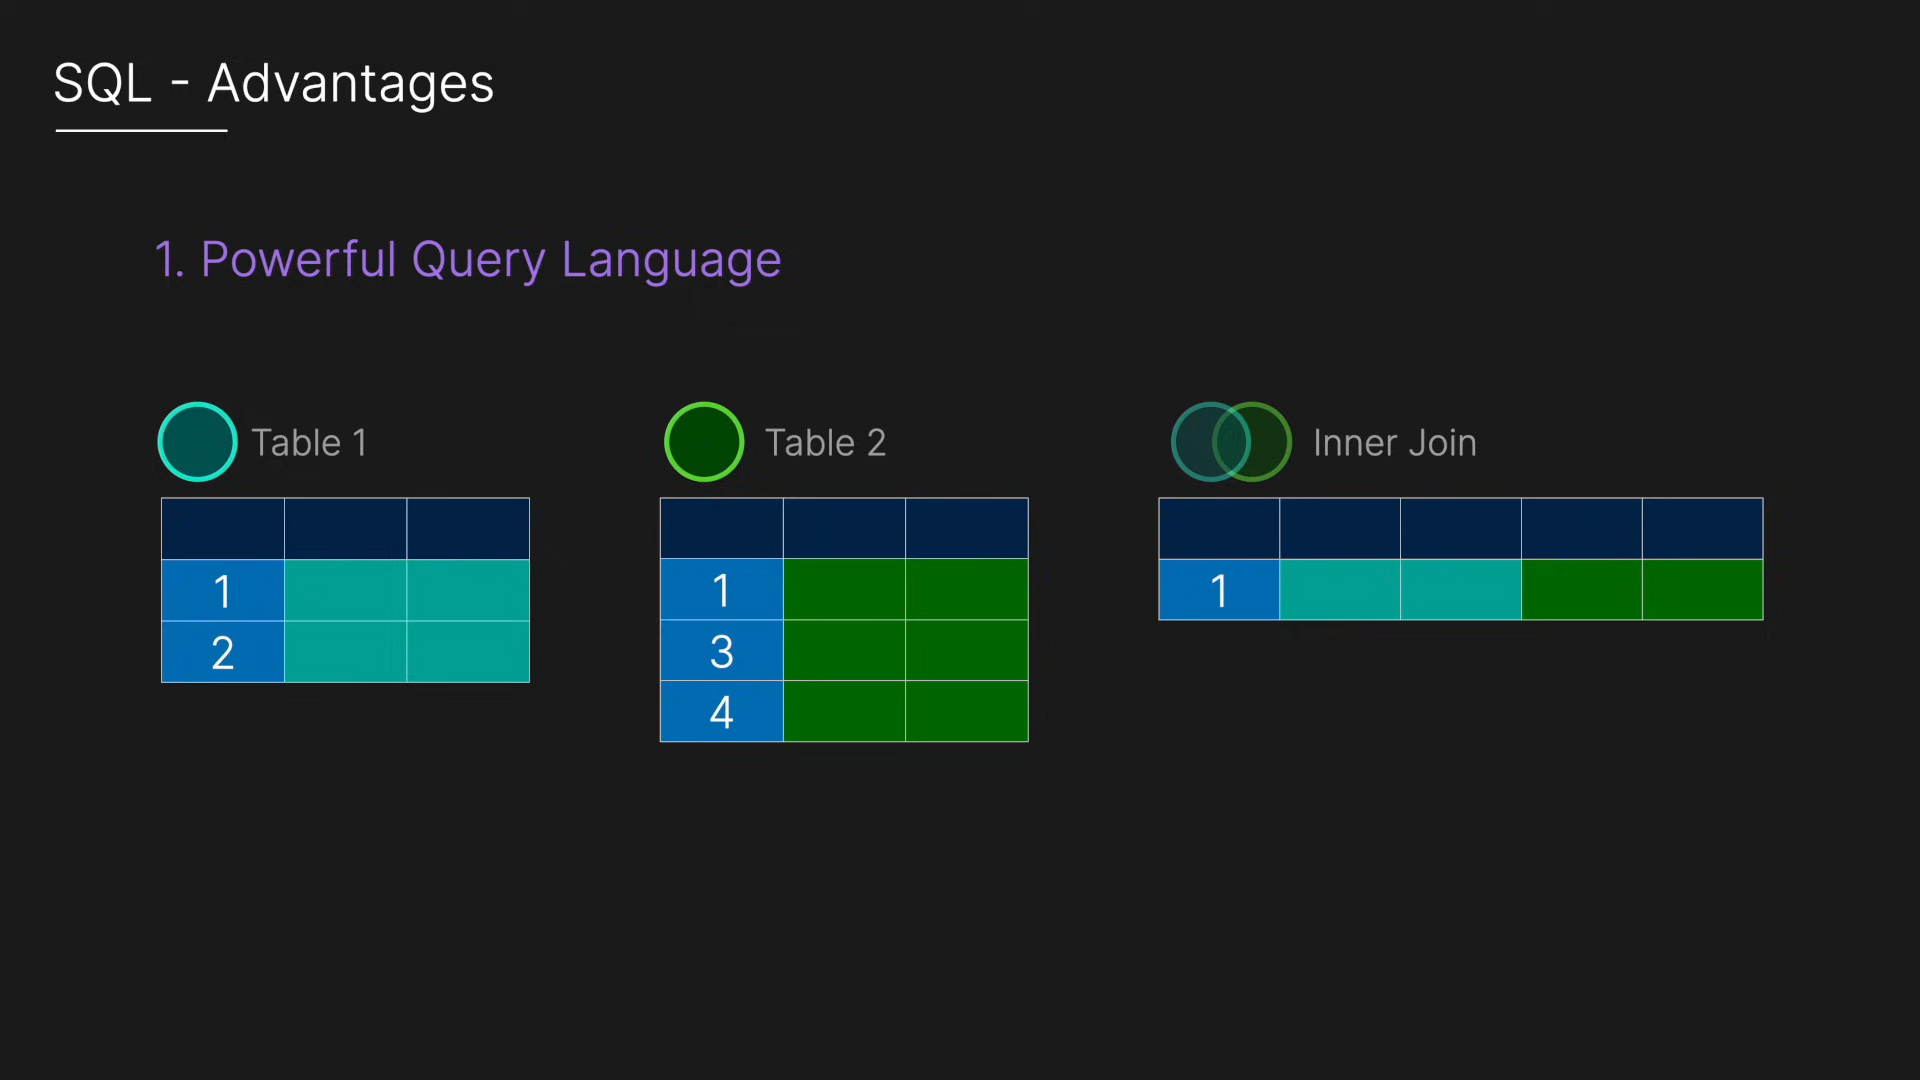 SQL - Advantages
1. Powerful Query Language
Table 1
1
2
Table 2
1
3
4
Inner Join
1